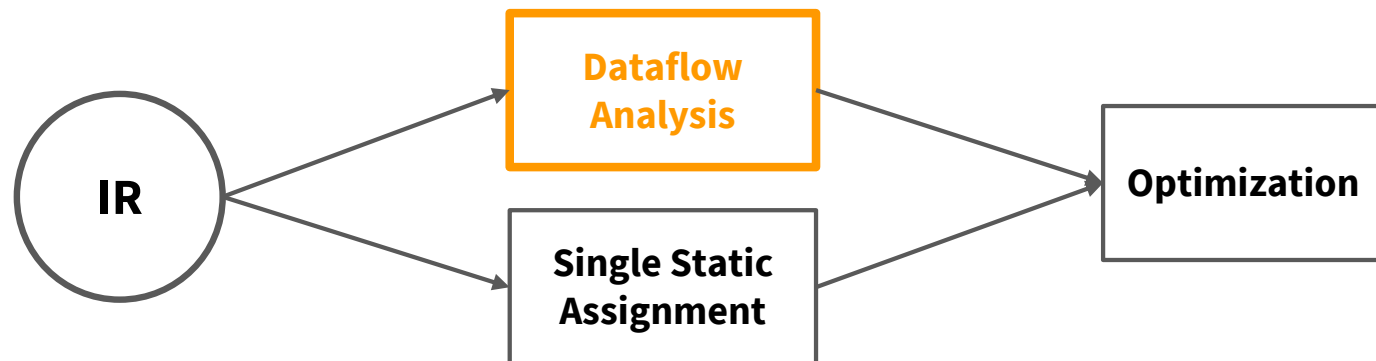 IR
Dataflow
Analysis
Single Static
Assignment
Optimization